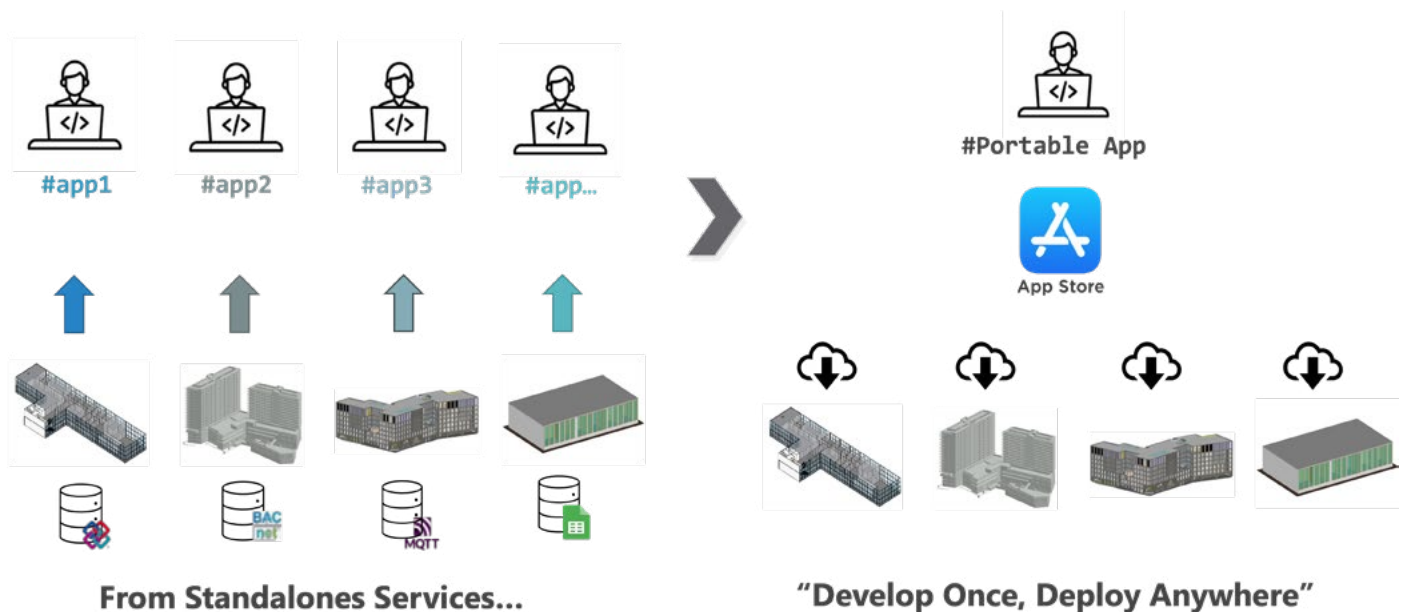 </>
</>
</>
</>
#app1
#app2
#app3
#app...
BAC
net
MQTT
From Standalones Services...
</>
#Portable App
App Store
“Develop Once, Deploy Anywhere”